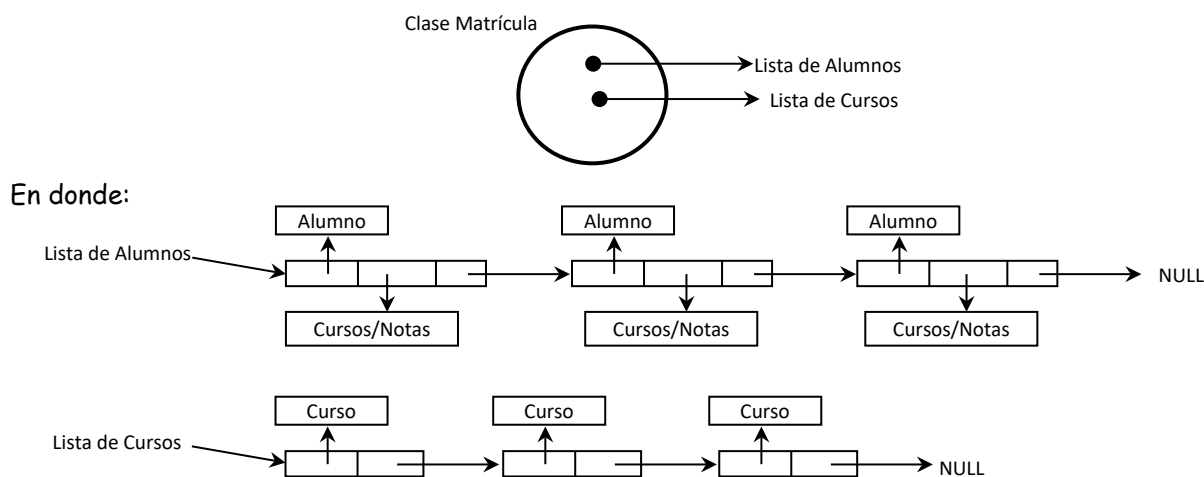 Clase Matrícula
Lista de Alumnos
Lista de Cursos
En donde:
Alumno Alumno Alumno
Lista de Alumnos
NULL
Cursos/Notas Cursos/Notas Cursos/Notas
Curso Curso Curso
Lista de Cursos
NULL